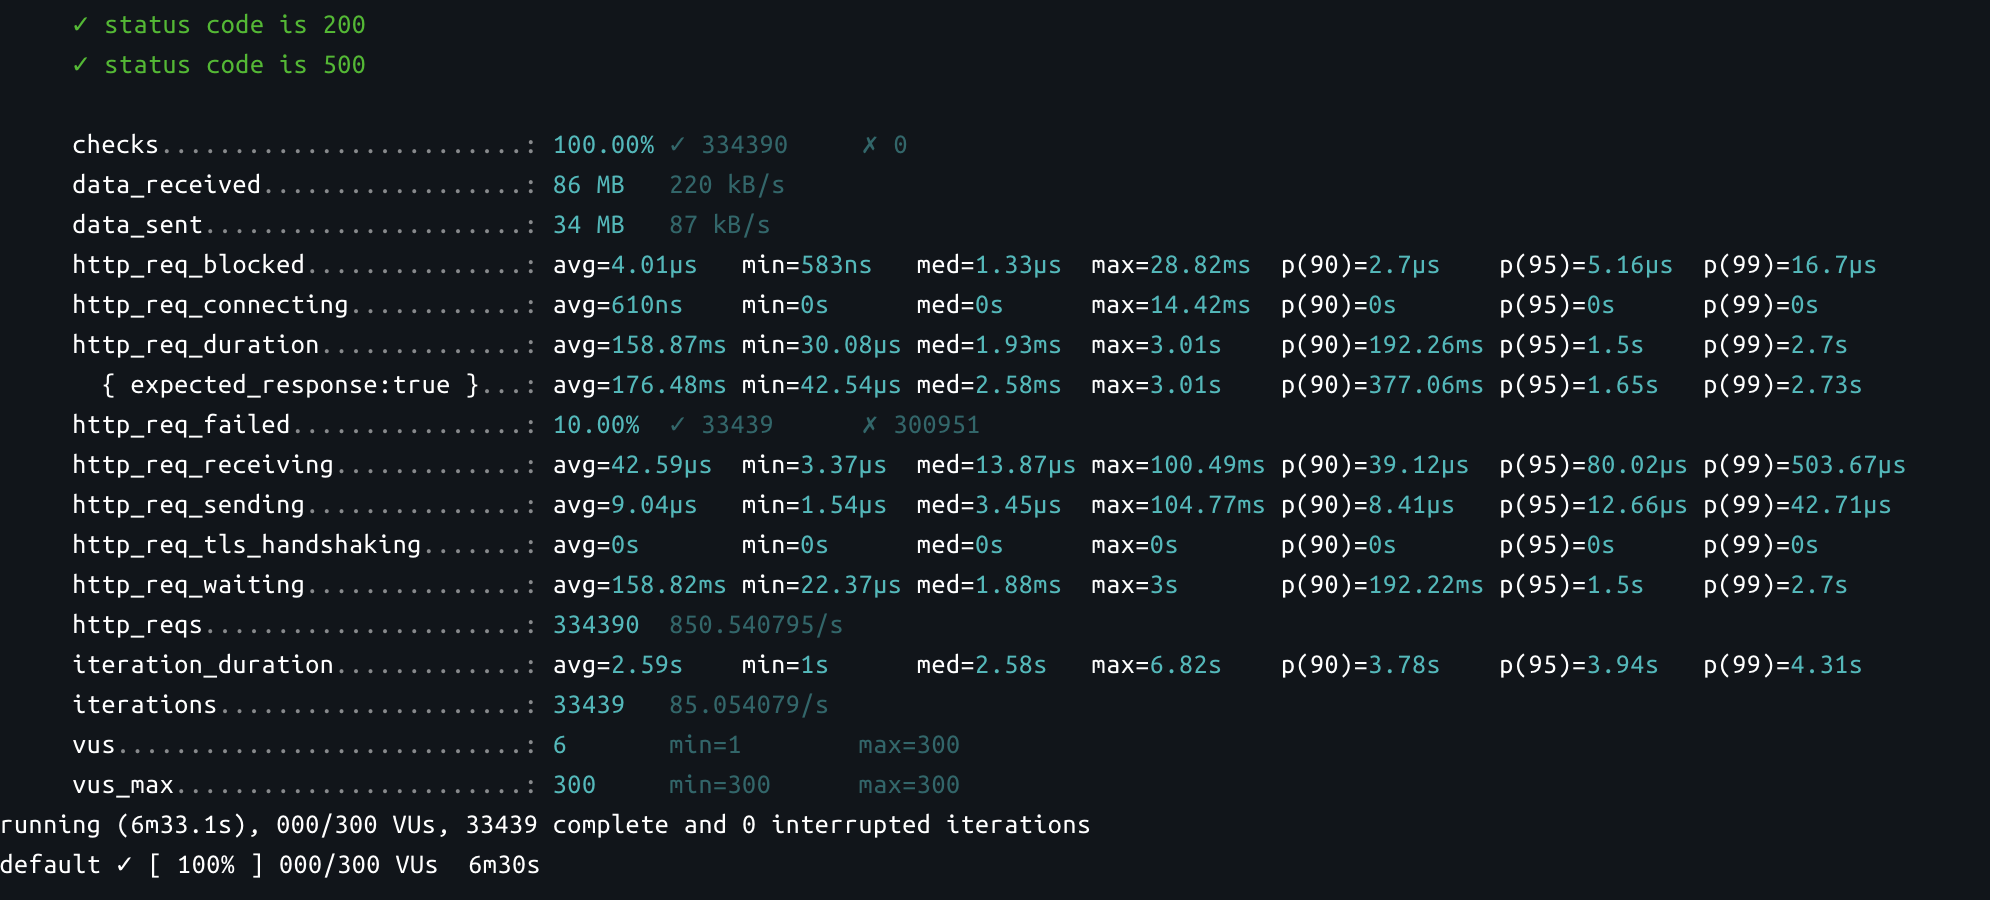 ✓ status code is 200
✓ status code is 500
checks.........................: 100.00% ✓ 334390 ✗ 0
data_received..................: 86 MB 220 kB/s
data_sent......................: 34 MB 87 kB/s
http_req_blocked...............: avg=4.01µs min=583ns med=1.33µs max=28.82ms p(90)=2.7µs p(95)=5.16µs p(99)=16.7µs
http_req_connecting............: avg=610ns min=0s med=0s max=14.42ms p(90)=0s p(95)=0s p(99)=0s
http_req_duration..............: avg=158.87ms min=30.08µs med=1.93ms max=3.01s p(90)=192.26ms p(95)=1.5s p(99)=2.7s
{ expected_response:true }...: avg=176.48ms min=42.54µs med=2.58ms max=3.01s p(90)=377.06ms p(95)=1.65s p(99)=2.73s
http_req_failed................: 10.00% ✓ 33439 ✗ 300951
http_req_receiving.............: avg=42.59µs min=3.37µs med=13.87µs max=100.49ms p(90)=39.12µs p(95)=80.02µs p(99)=503.67µs
http_req_sending...............: avg=9.04µs min=1.54µs med=3.45µs max=104.77ms p(90)=8.41µs p(95)=12.66µs p(99)=42.71µs
http_req_tls_handshaking.......: avg=0s min=0s med=0s max=0s p(90)=0s p(95)=0s p(99)=0s
http_req_waiting...............: avg=158.82ms min=22.37µs med=1.88ms max=3s p(90)=192.22ms p(95)=1.5s p(99)=2.7s
http_reqs......................: 334390 850.540795/s
iteration_duration.............: avg=2.59s min=1s med=2.58s max=6.82s p(90)=3.78s p(95)=3.94s p(99)=4.31s
iterations.....................: 33439 85.054079/s
vus............................: 6 min=1 max=300
vus_max........................: 300 min=300 max=300
running (6m33.1s), 000/300 VUs, 33439 complete and 0 interrupted iterations
default ✓ [ 100% ] 000/300 VUs 6m30s